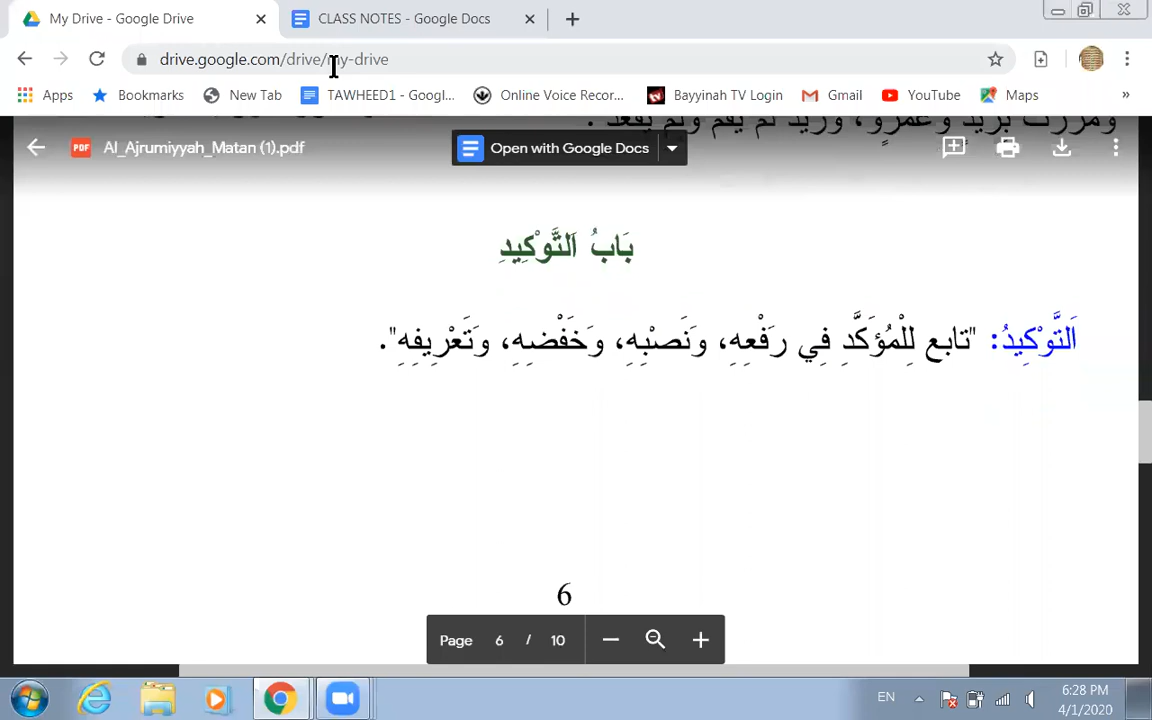 My Drive - Google Drive
CLASS NOTES - Google Docs
drive.google.com/drive/my-drive
Apps
Bookmarks
New Tab
TAWHEED1 - Googl...
Online Voice Recor...
Bayyinah TV Login
Gmail
YouTube
Maps
»
وَمَرَرْتُ بِزَيْدٍ وَعَمْرٍو، وَزَيْدٌ لَمْ يَقُمْ وَلَمْ يَقْعُدْ".
PDF
Al_Ajrumiyyah_Matan (1).pdf
Open with Google Docs
بَابُ اَلتَّوْكِيدِ
اَلتَّوْكِيدُ: "تابع لِلْمُؤَكَّدِ فِي رَفْعِهِ، وَنَصْبِهِ، وَخَفْضِهِ، وَتَعْرِيفِهِ".
6
Page 6 / 10
EN
6:28 PM
4/1/2020